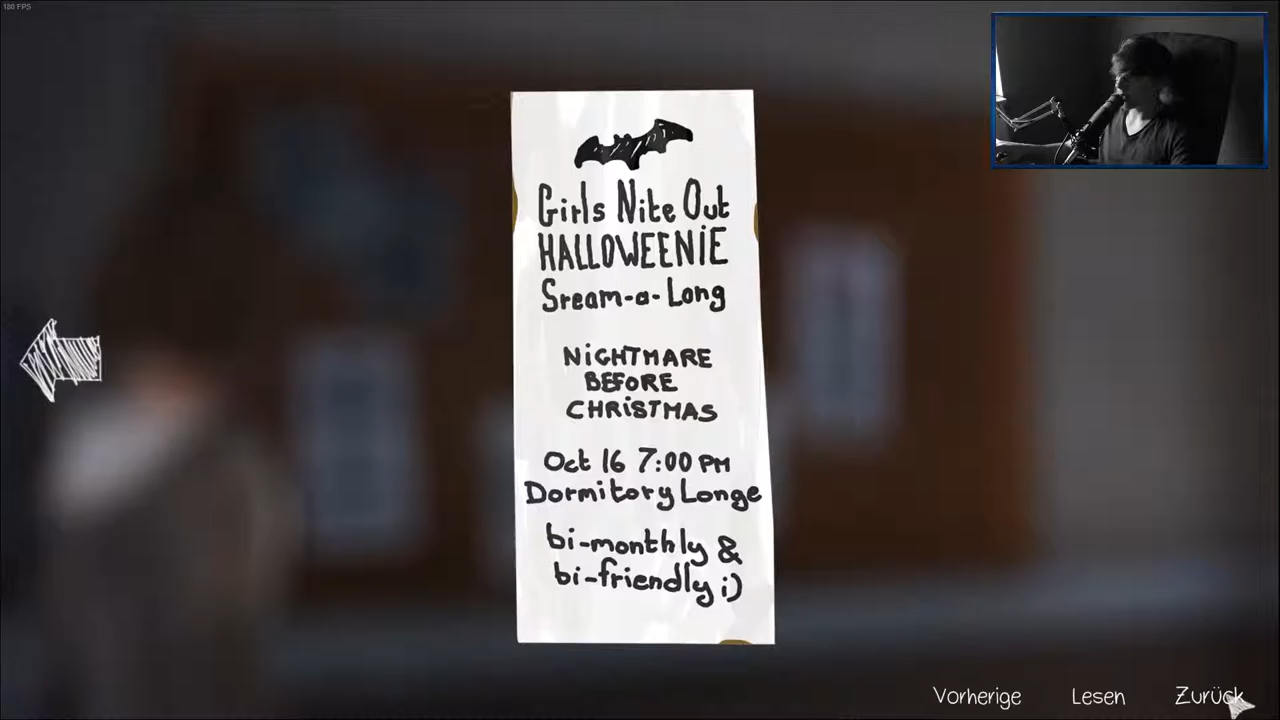 180 FPS
Girls Nite Out
HALLOWEENIE
Sream-a-Long
NIGHTMARE
BEFORE
CHRISTMAS
Oct 16 7:00 PM
Dormitory Longe
bi-monthly &
bi-friendly ;)
Vorherige Lesen Zurück